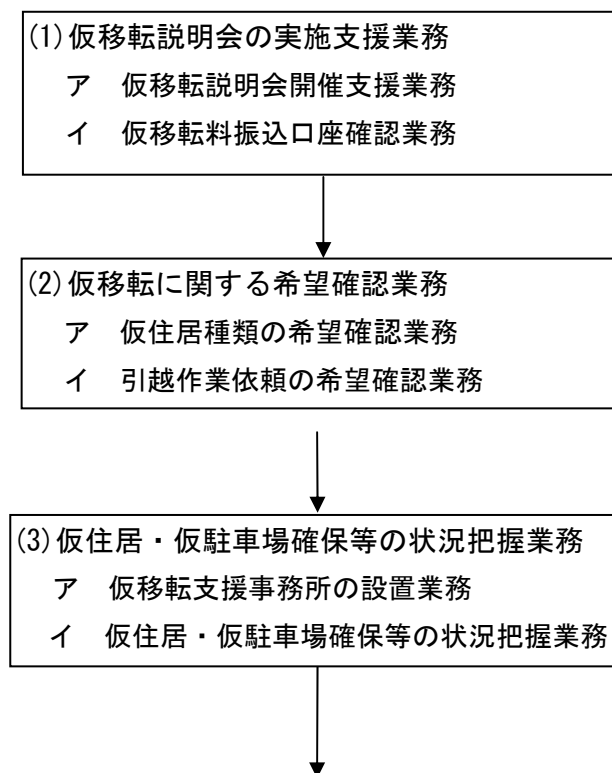 (1)仮移転説明会の実施支援業務
ア　仮移転説明会開催支援業務
イ　仮移転料振込口座確認業務
(2)仮移転に関する希望確認業務
ア　仮住居種類の希望確認業務
イ　引越作業依頼の希望確認業務
(3)仮住居・仮駐車場確保等の状況把握業務
ア　仮移転支援事務所の設置業務
イ　仮住居・仮駐車場確保等の状況把握業務